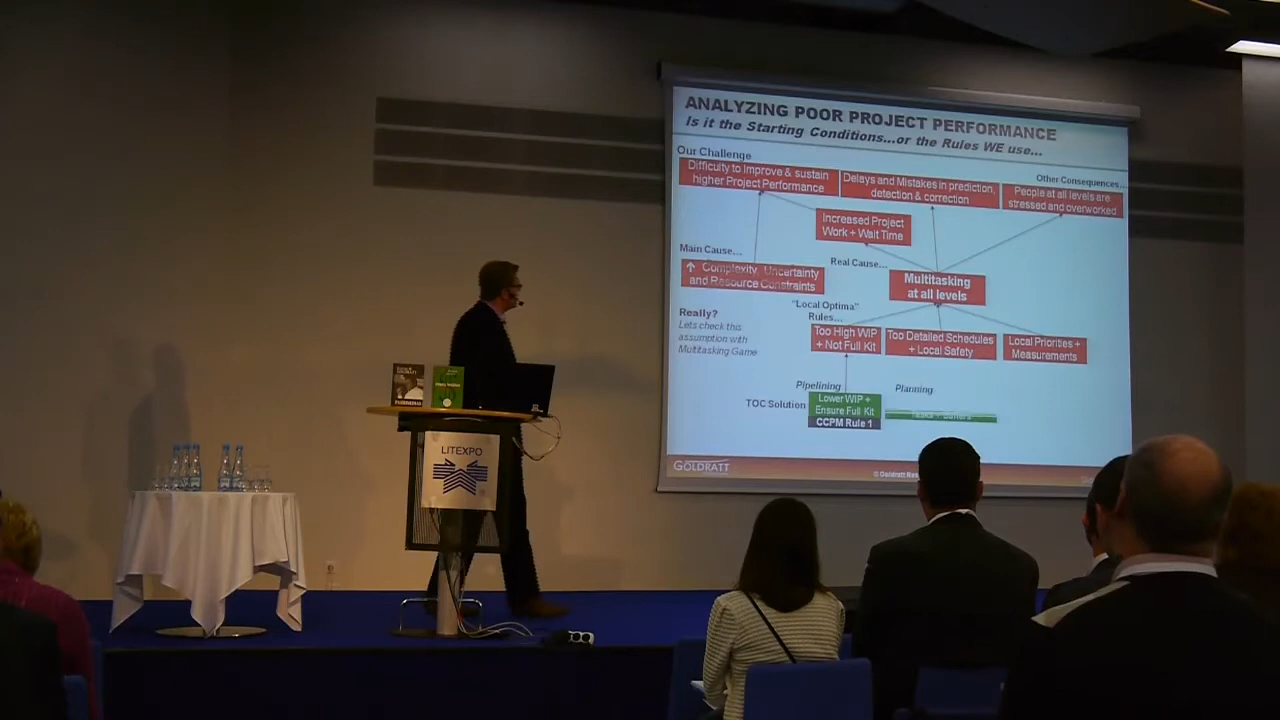 ANALYZING POOR PROJECT PERFORMANCE
Is it the Starting Conditions...or the Rules WE use...
Our Challenge
Difficulty to Improve & sustain
higher Project Performance
Delays and Mistakes in prediction,
detection & correction
Other Consequences...
People at all levels are
stressed and overworked
Increased Project
Work + Wait Time
Main Cause...
Complexity, Uncertainty
and Resource Constraints
Real Cause...
Multitasking
at all levels
"Local Optima"
Rules...
Really?
Lets check this
assumption with
Multitasking Game
Too High WIP
+ Not Full Kit
Too Detailed Schedules
+ Local Safety
Local Priorities +
Measurements
Pipelining
Planning
TOC Solution
Lower WIP +
Ensure Full Kit
CCPM Rule 1
GOLDRATT
© Goldratt
LITEXPO